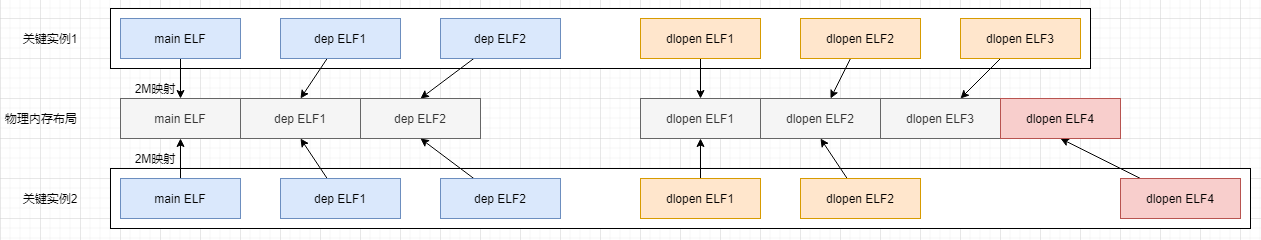 关键实例1
main ELF
dep ELF1
dep ELF2
dlopen ELF1
dlopen ELF2
dlopen ELF3
2M映射
物理内存布局
main ELF
dep ELF1
dep ELF2
dlopen ELF1
dlopen ELF2
dlopen ELF3
dlopen ELF4
2M映射
关键实例2
main ELF
dep ELF1
dep ELF2
dlopen ELF1
dlopen ELF2
dlopen ELF4